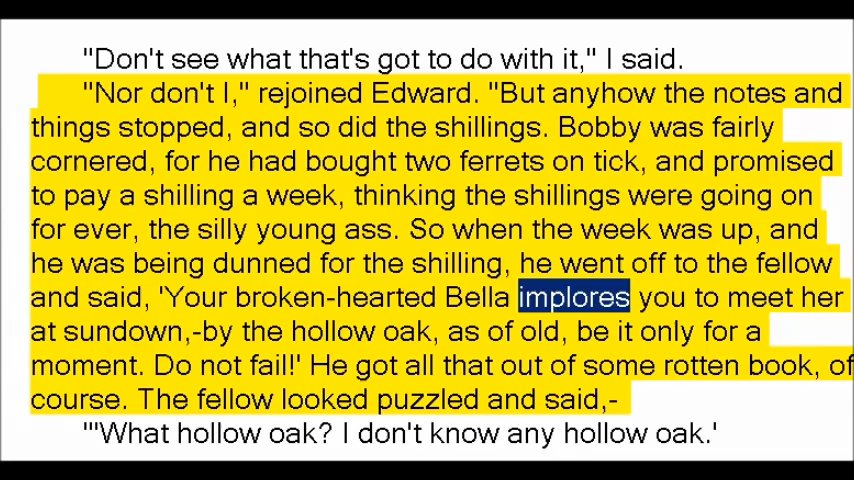 "Don't see what that's got to do with it," I said.
"Nor don't I," rejoined Edward. "But anyhow the notes and
things stopped, and so did the shillings. Bobby was fairly
cornered, for he had bought two ferrets on tick, and promised
to pay a shilling a week, thinking the shillings were going on
for ever, the silly young ass. So when the week was up, and
he was being dunned for the shilling, he went off to the fellow
and said, 'Your broken-hearted Bella implores you to meet her
at sundown,-by the hollow oak, as of old, be it only for a
moment. Do not fail!' He got all that out of some rotten book, of
course. The fellow looked puzzled and said,-
"'What hollow oak? I don't know any hollow oak.'